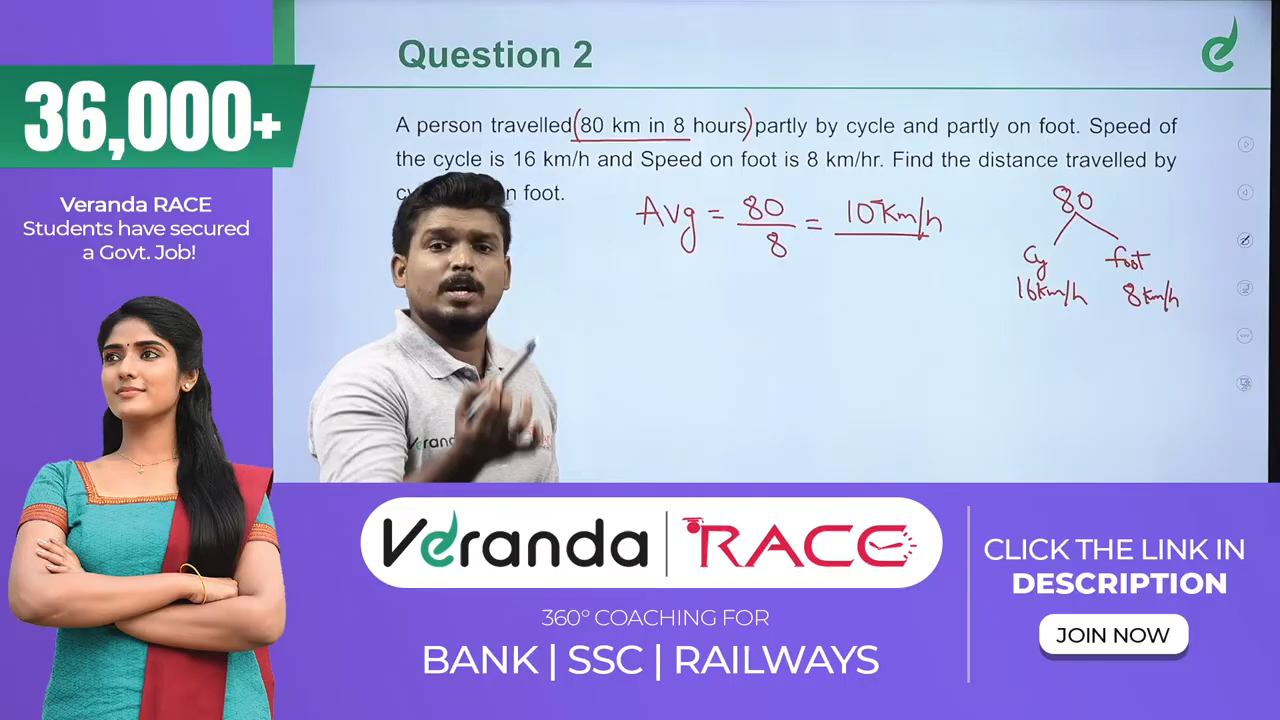 36,000+
Veranda RACE
Students have secured
a Govt. Job!
Question 2
A person travelled (80 km in 8 hours) partly by cycle and partly on foot. Speed of
the cycle is 16 km/h and Speed on foot is 8 km/hr. Find the distance travelled by
foot.
Avg = 80/8 = 10km/h
80
Cy foot
16km/h 8km/h
Veranda RACE
360° COACHING FOR
BANK | SSC | RAILWAYS
CLICK THE LINK IN
DESCRIPTION
JOIN NOW